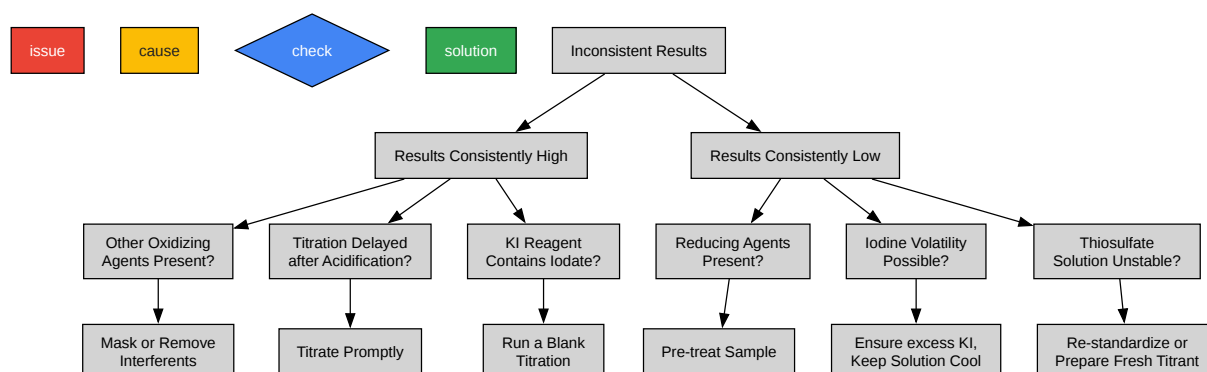 issue
cause
check
solution
Inconsistent Results
Results Consistently High
Results Consistently Low
Other Oxidizing
Agents Present?
Titration Delayed
after Acidification?
KI Reagent
Contains Iodate?
Reducing Agents
Present?
Iodine Volatility
Possible?
Thiosulfate
Solution Unstable?
Mask or Remove
Interferents
Titrate Promptly
Run a Blank
Titration
Pre-treat Sample
Ensure excess KI,
Keep Solution Cool
Re-standardize or
Prepare Fresh Titrant